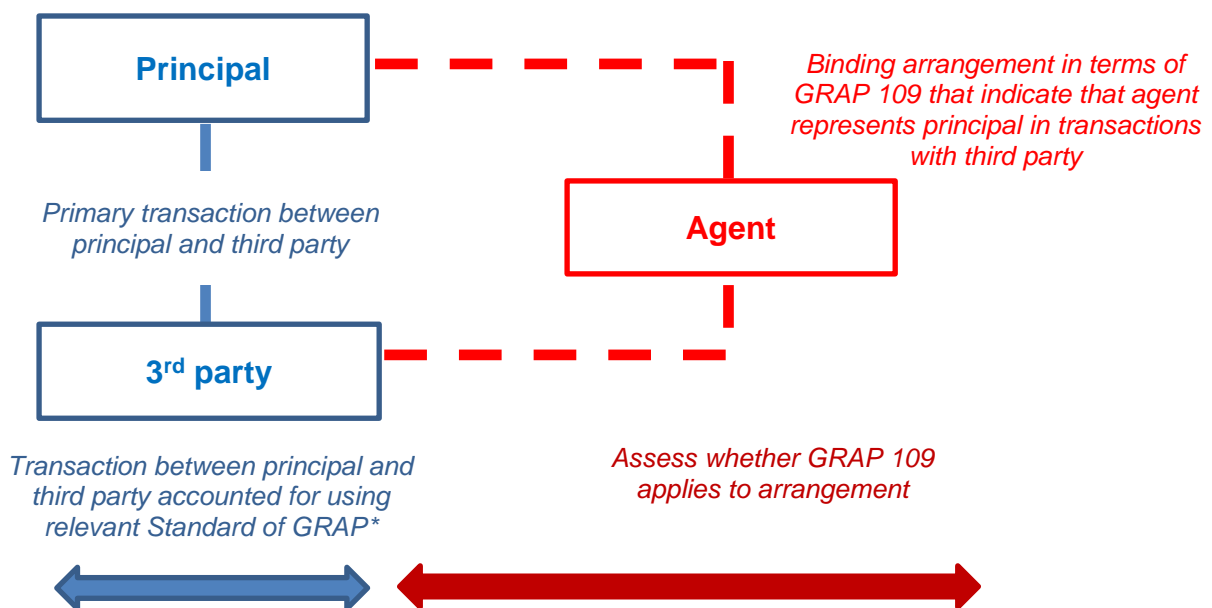 Principal
Binding arrangement in terms of
GRAP 109 that indicate that agent
represents principal in transactions
with third party
Primary transaction between
principal and third party
Agent
3rd party
Transaction between principal and
third party accounted for using
relevant Standard of GRAP*
Assess whether GRAP 109
applies to arrangement